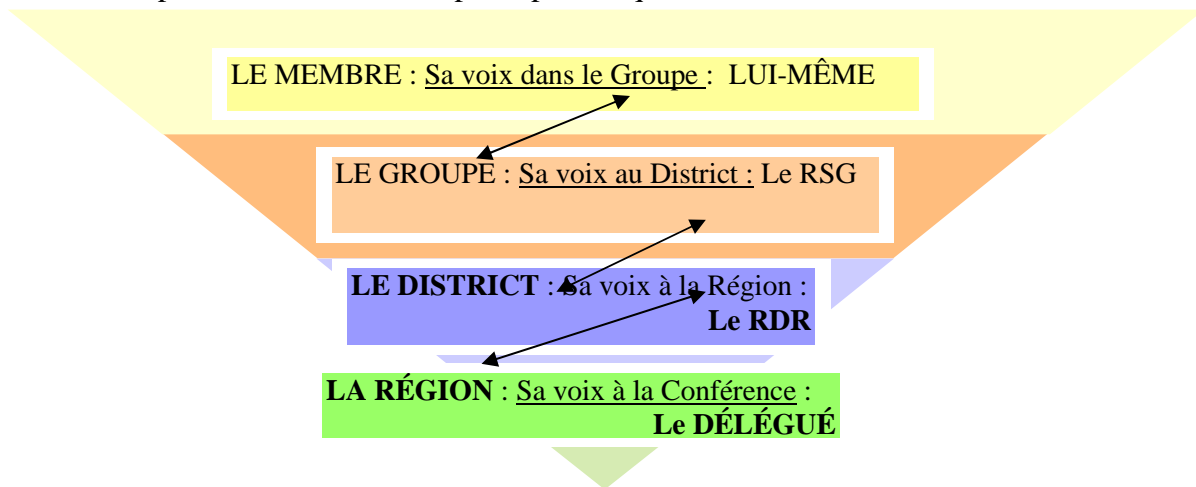 LE MEMBRE : Sa voix dans le Groupe : LUI-MÊME
LE GROUPE : Sa voix au District : Le RSG
LE DISTRICT : Sa voix à la Région :
Le RDR
LA RÉGION : Sa voix à la Conférence :
Le DÉLÉGUÉ